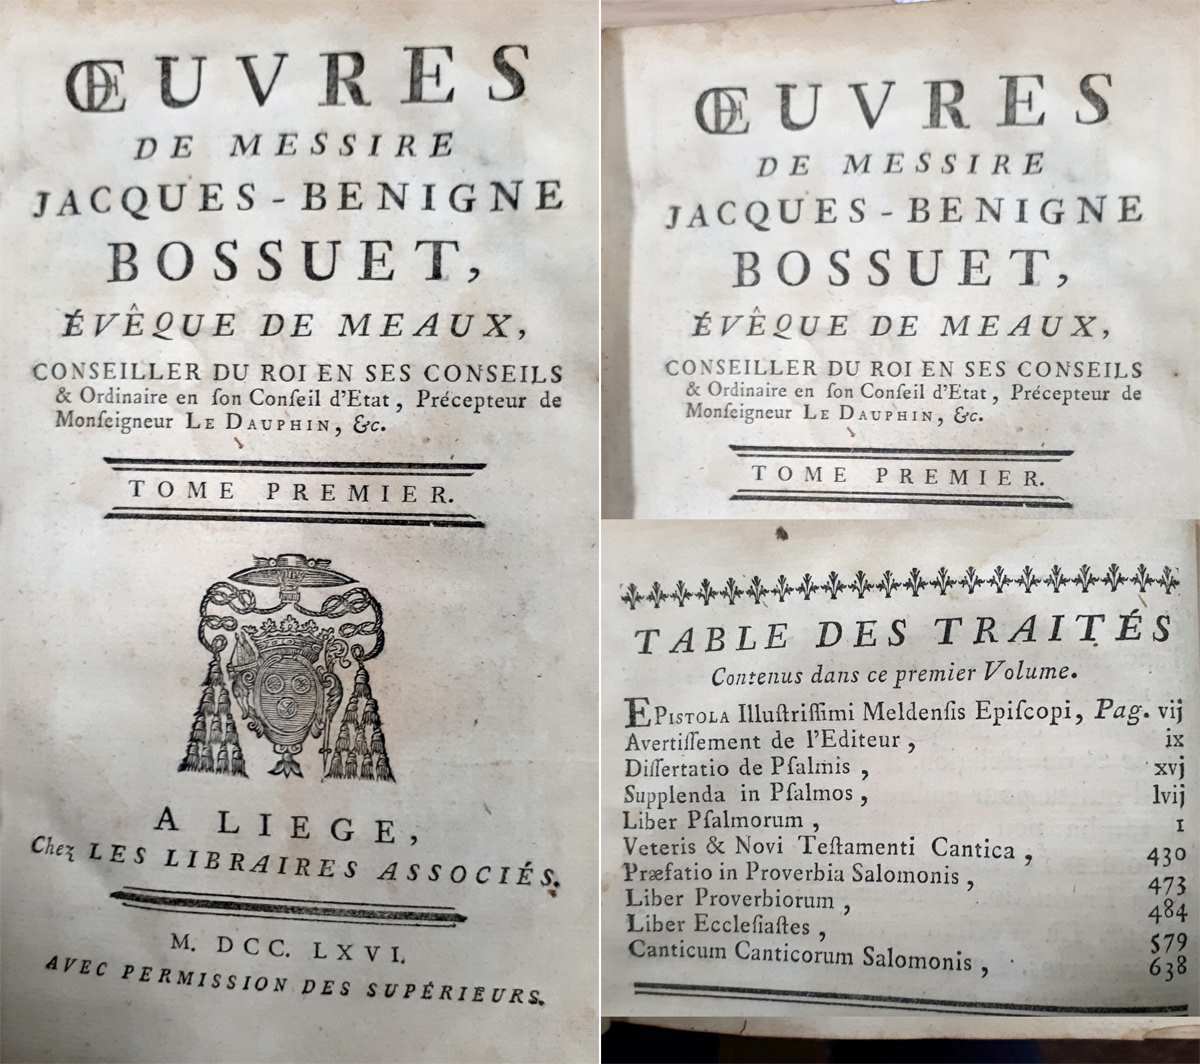 ŒUVRES
DE MESSIRE
JACQUES-BENIGNE
BOSSUET,
ÉVÊQUE DE MEAUX,
CONSEILLER DU ROI EN SES CONSEILS
& Ordinaire en ſon Conſeil d'Etat, Précepteur de
Monſeigneur LE DAUPHIN, &c.
TOME PREMIER.
A LIEGE,
Chez LES LIBRAIRES ASSOCIÉS.
M. DCC. LXVI.
AVEC PERMISSION DES SUPÉRIEURS.
ŒUVRES
DE MESSIRE
JACQUES-BENIGNE
BOSSUET,
ÉVÊQUE DE MEAUX,
CONSEILLER DU ROI EN SES CONSEILS
& Ordinaire en ſon Conſeil d'Etat, Précepteur de
Monſeigneur LE DAUPHIN, &c.
TOME PREMIER.
TABLE DES TRAITÉS
Contenus dans ce premier Volume.
EPISTOLA Illuſtriſſimi Meldenſis Epiſcopi, Pag. vij
Avertiſſement de l'Editeur, ix
Diſſertatio de Pſalmis, xvj
Supplenda in Pſalmos, lvij
Liber Pſalmorum, 1
Veteris & Novi Teſtamenti Cantica, 430
Præfatio in Proverbia Salomonis, 473
Liber Proverbiorum, 484
Liber Eccleſiaſtes, 579
Canticum Canticorum Salomonis, 638